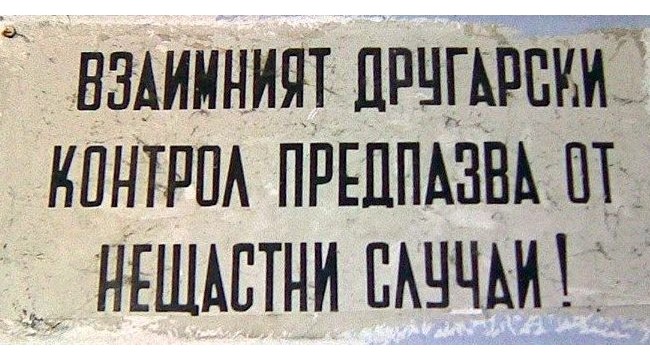 ВЗАИМНИЯТ ДРУГАРСКИ
КОНТРОЛ ПРЕДПАЗВА ОТ
НЕЩАСТНИ СЛУЧАИ!